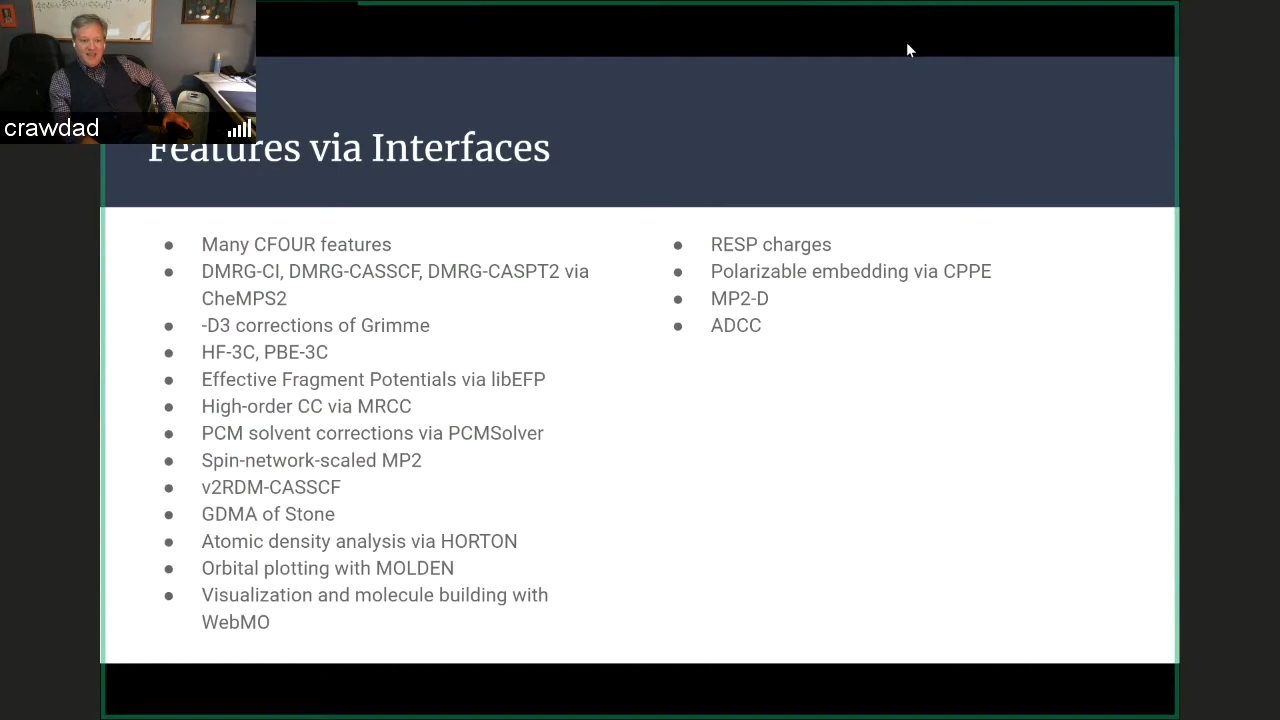 crawdad
Features via Interfaces
Many CFOUR features
DMRG-CI, DMRG-CASSCF, DMRG-CASPT2 via
CheMPS2
-D3 corrections of Grimme
HF-3C, PBE-3C
Effective Fragment Potentials via libEFP
High-order CC via MRCC
PCM solvent corrections via PCMSolver
Spin-network-scaled MP2
v2RDM-CASSCF
GDMA of Stone
Atomic density analysis via HORTON
Orbital plotting with MOLDEN
Visualization and molecule building with
WebMO
RESP charges
Polarizable embedding via CPPE
MP2-D
ADCC